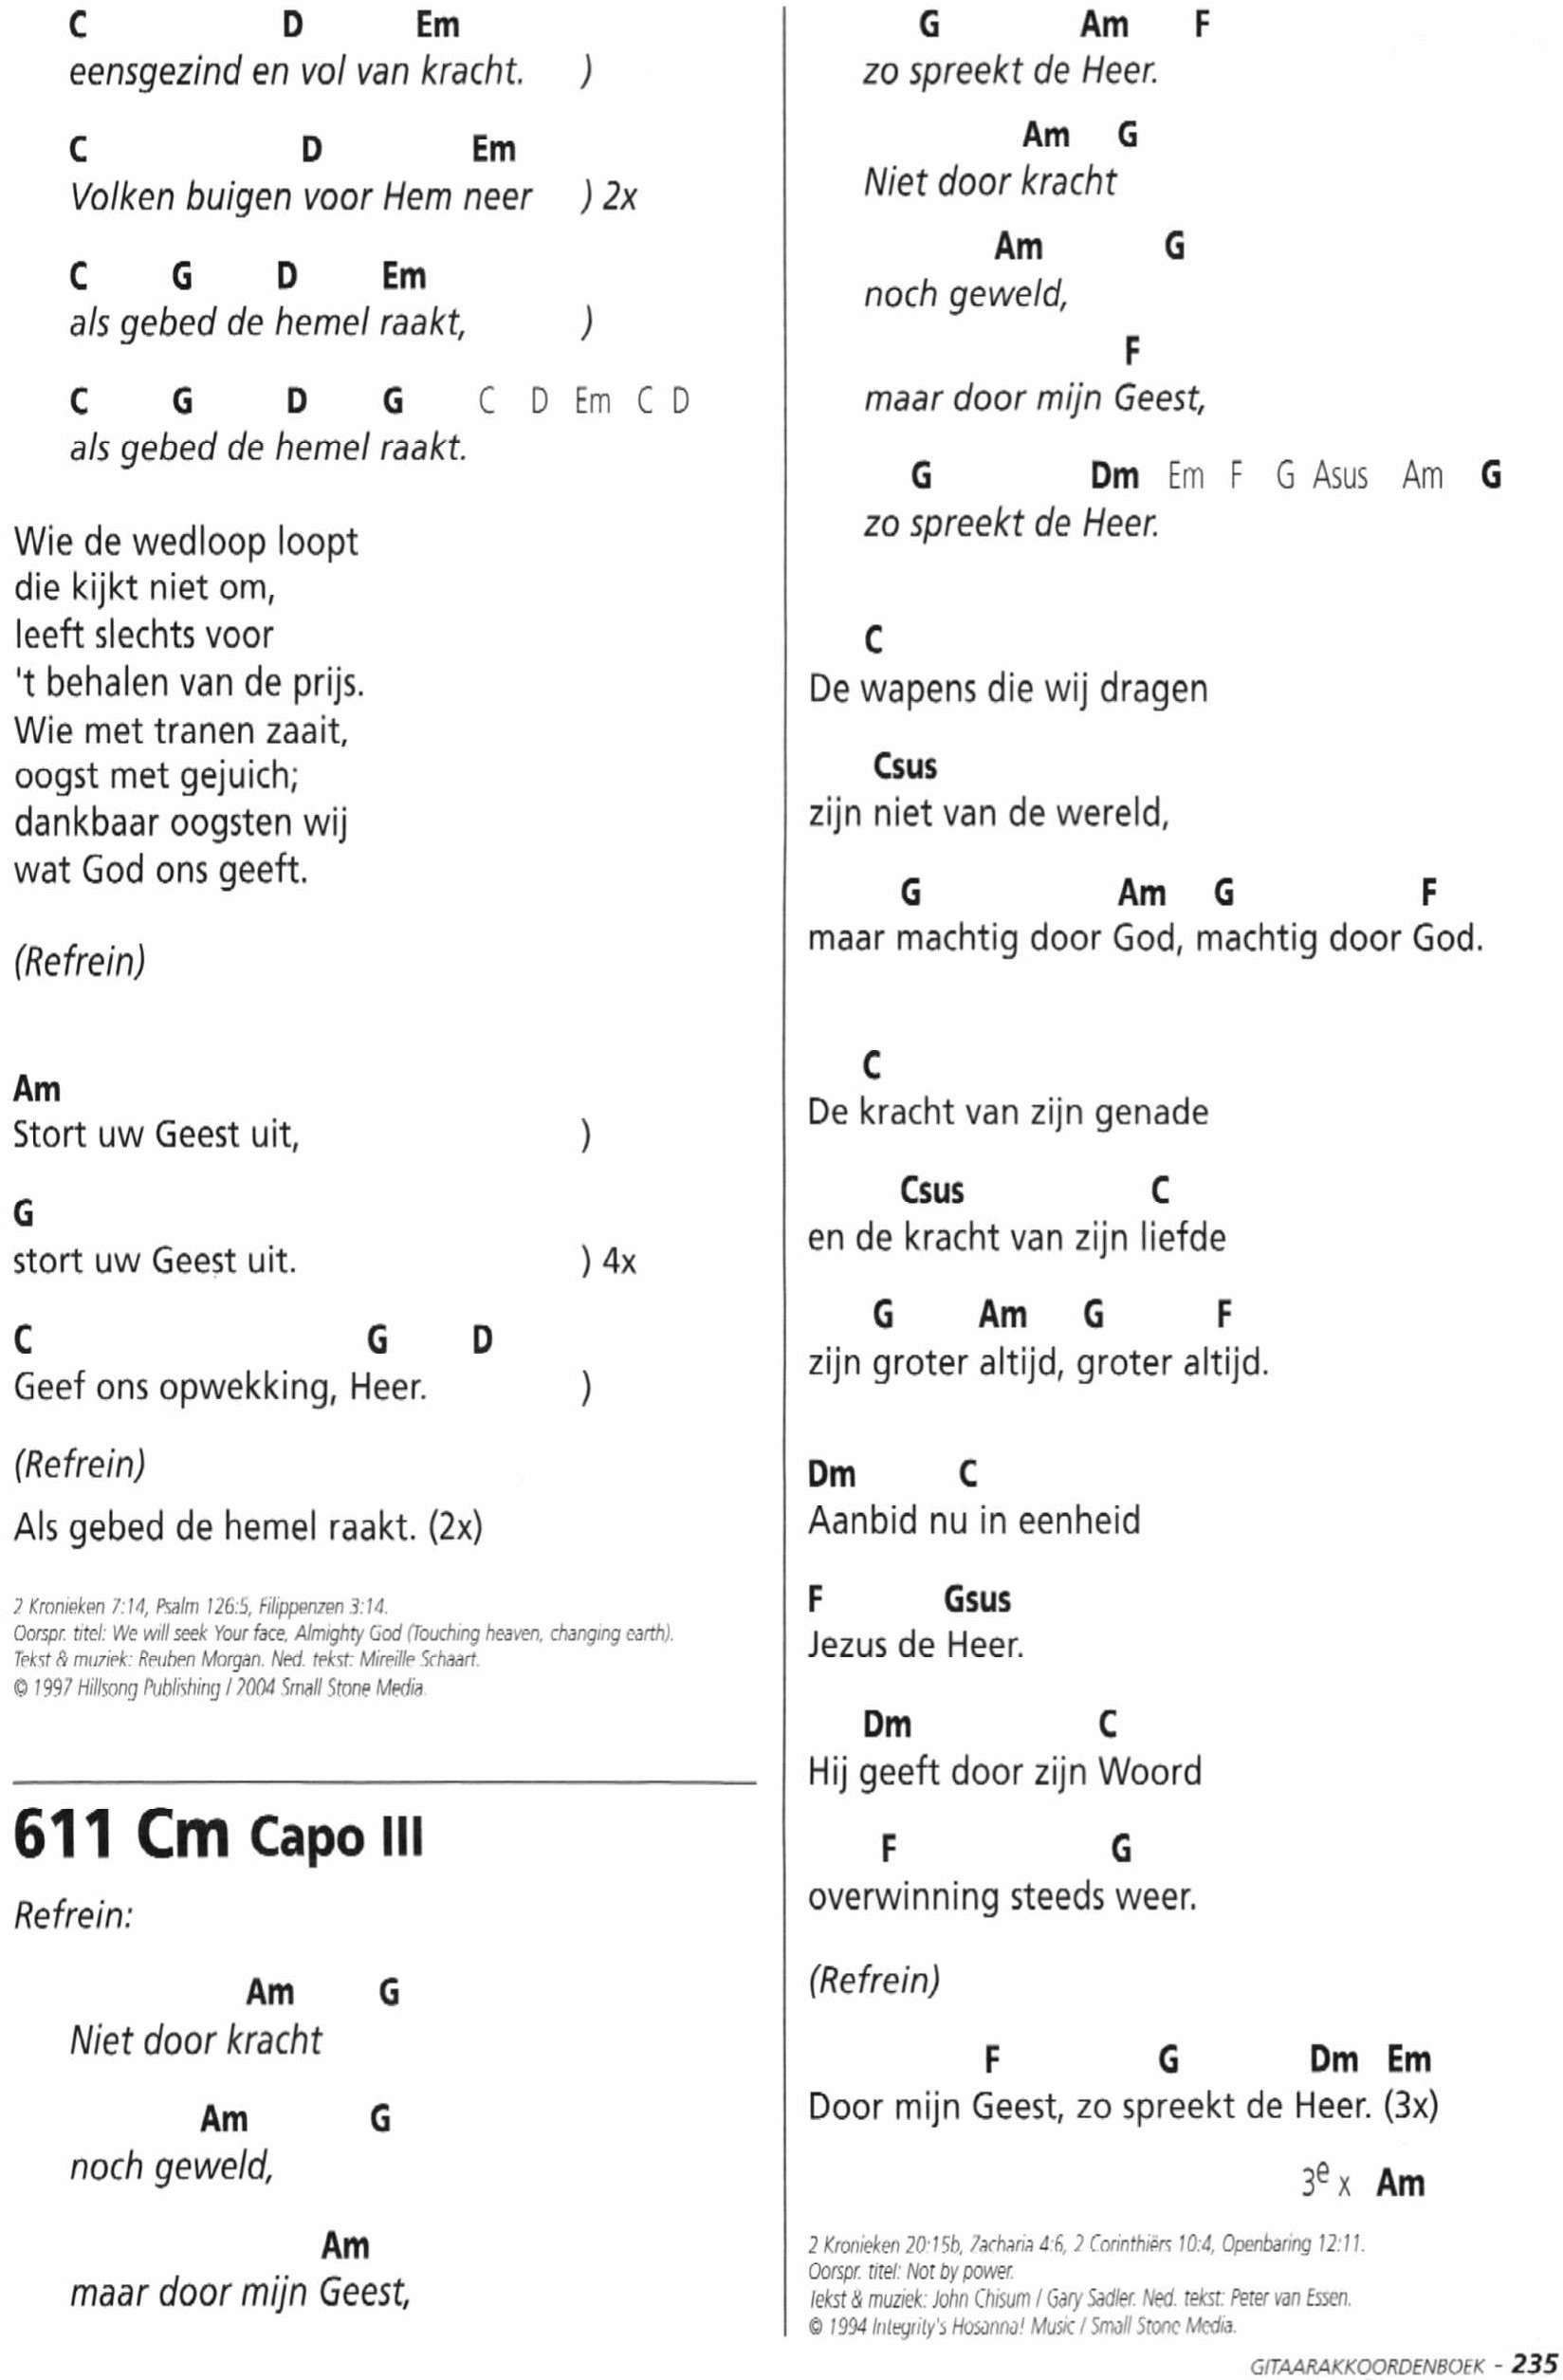 C D Em
eensgezind en vol van kracht. )
C D Em
Volken buigen voor Hem neer ) 2x
C G D Em
als gebed de hemel raakt, )
C G D G C D Em C D
als gebed de hemel raakt.
Wie de wedloop loopt
die kijkt niet om,
leeft slechts voor
't behalen van de prijs.
Wie met tranen zaait,
oogst met gejuich;
dankbaar oogsten wij
wat God ons geeft.
(Refrein)
Am
Stort uw Geest uit, )
G
stort uw Geest uit. ) 4x
C G D
Geef ons opwekking, Heer. )
(Refrein)
Als gebed de hemel raakt. (2x)
2 Kronieken 7:14, Psalm 126:5, Filippenzen 3:14.
Oorspr. titel: We will seek Your face, Almighty God (Touching heaven, changing earth).
Tekst & muziek: Reuben Morgan. Ned. tekst: Mireille Schaart.
© 1997 Hillsong Publishing / 2004 Small Stone Media.
611 Cm Capo III
Refrein:
Am G
Niet door kracht
Am G
noch geweld,
Am
maar door mijn Geest,
G Am F
zo spreekt de Heer.
Am G
Niet door kracht
Am G
noch geweld,
F
maar door mijn Geest,
G Dm Em F G Asus Am G
zo spreekt de Heer.
C
De wapens die wij dragen
Csus
zijn niet van de wereld,
G Am G F
maar machtig door God, machtig door God.
C
De kracht van zijn genade
Csus C
en de kracht van zijn liefde
G Am G F
zijn groter altijd, groter altijd.
Dm C
Aanbid nu in eenheid
F Gsus
Jezus de Heer.
Dm C
Hij geeft door zijn Woord
F G
overwinning steeds weer.
(Refrein)
F G Dm Em
Door mijn Geest, zo spreekt de Heer. (3x)
3e x Am
2 Kronieken 20:15b, Zacharia 4:6, 2 Corinthiërs 10:4, Openbaring 12:11.
Oorspr. titel: Not by power.
Tekst & muziek: John Chisum / Gary Sadler. Ned. tekst: Peter van Essen.
© 1994 Integrity's Hosanna! Music / Small Stone Media.
GITAARAKKOORDENBOEK - 235